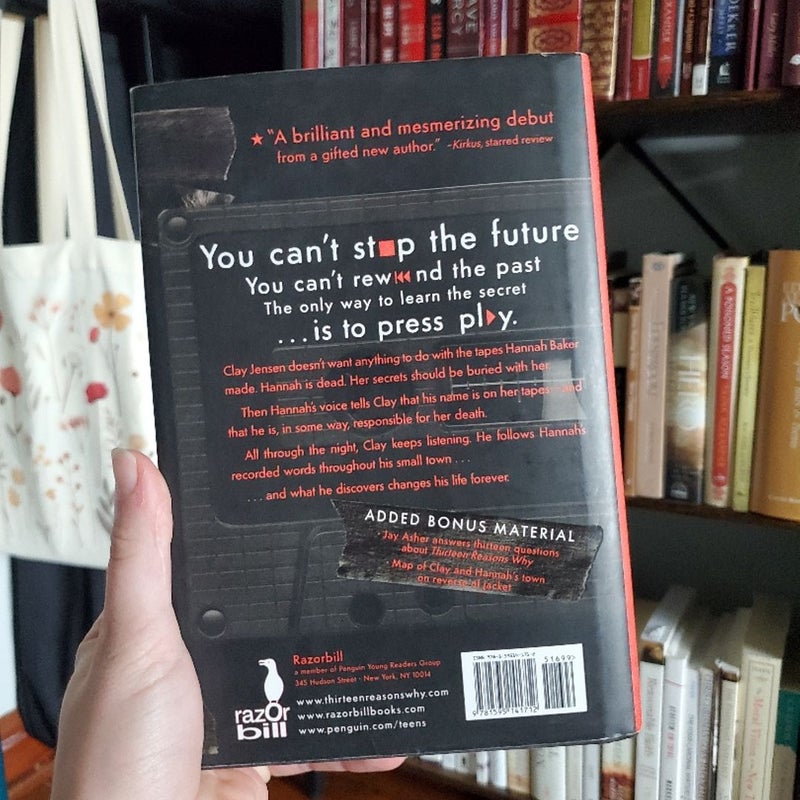 ★ "A brilliant and mesmerizing debut
from a gifted new author." –Kirkus, starred review
You can't stop the future
You can't rewind the past
The only way to learn the secret
...is to press play.
Clay Jensen doesn't want anything to do with the tapes Hannah Baker
made. Hannah is dead. Her secrets should be buried with her.
Then Hannah's voice tells Clay that his name is on her tapes—and
that he is, in some way, responsible for her death.
All through the night, Clay keeps listening. He follows Hannah's
recorded words throughout his small town . . .
. . . and what he discovers changes his life forever.
ADDED BONUS MATERIAL
· Jay Asher answers thirteen questions
about Thirteen Reasons Why
· Map of Clay and Hannah's town
on reverse of jacket
Razorbill
a member of Penguin Young Readers Group
345 Hudson Street · New York, NY 10014
www.thirteenreasonswhy.com
www.razorbillbooks.com
www.penguin.com/teens
razOr
bill
51699>
9781595141712
A POISONED SEASON